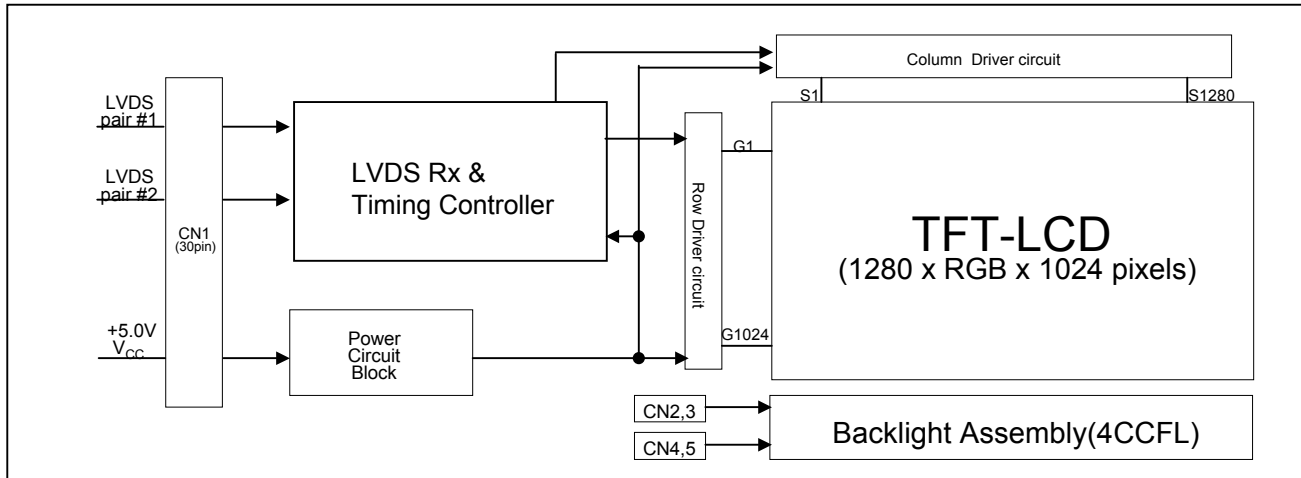 LVDS
pair #1
LVDS
pair #2
+5.0V
VCC
CN1
(30pin)
LVDS Rx &
Timing Controller
Power
Circuit
Block
Column Driver circuit
S1
S1280
Row Driver circuit
G1
G1024
TFT-LCD
(1280 x RGB x 1024 pixels)
CN2,3
CN4,5
Backlight Assembly(4CCFL)